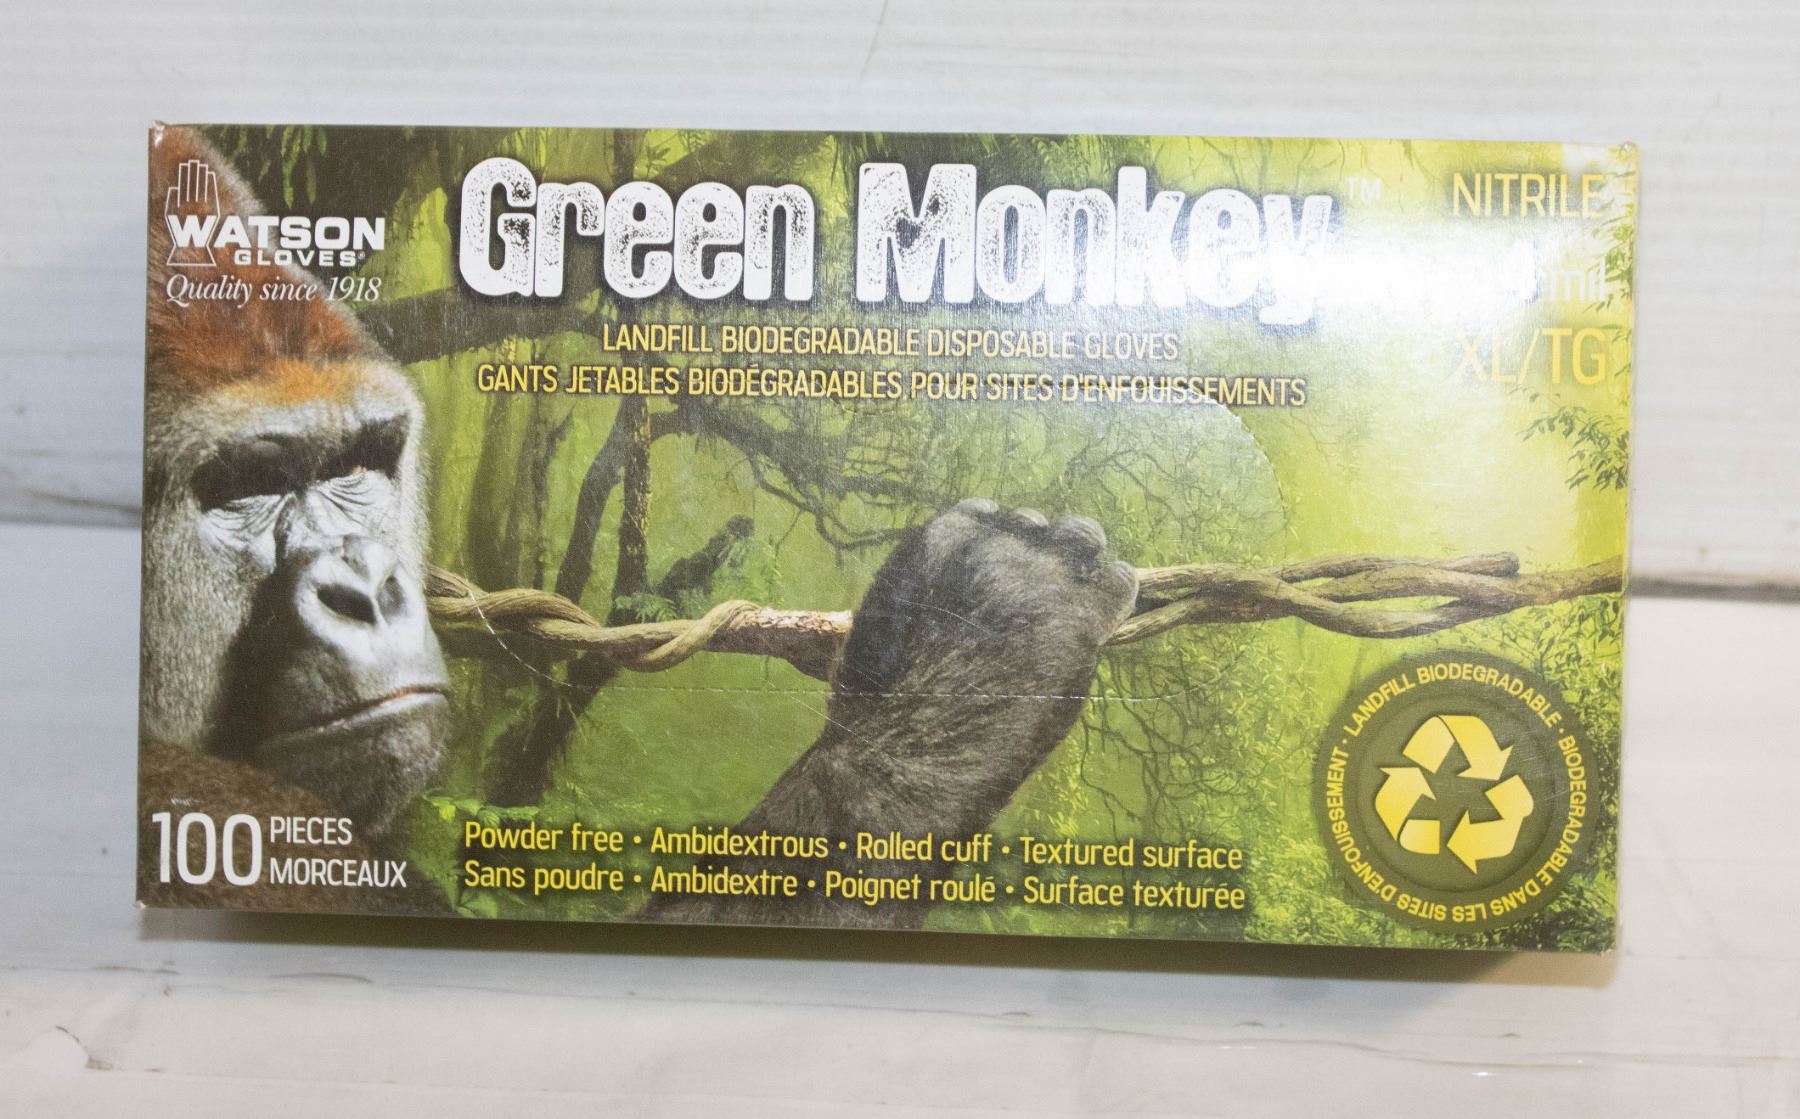 WATSON
GLOVES®
Quality since 1918
Green Monkey™
NITRILE
mil
XL/TG
LANDFILL BIODEGRADABLE DISPOSABLE GLOVES
GANTS JETABLES BIODÉGRADABLES POUR SITES D'ENFOUISSEMENTS
100 PIECES
MORCEAUX
Powder free • Ambidextrous • Rolled cuff • Textured surface
Sans poudre • Ambidextre • Poignet roulé • Surface texturée
LANDFILL BIODEGRADABLE • BIODEGRADABLE DANS LES SITES D'ENFOUISSEMENT •